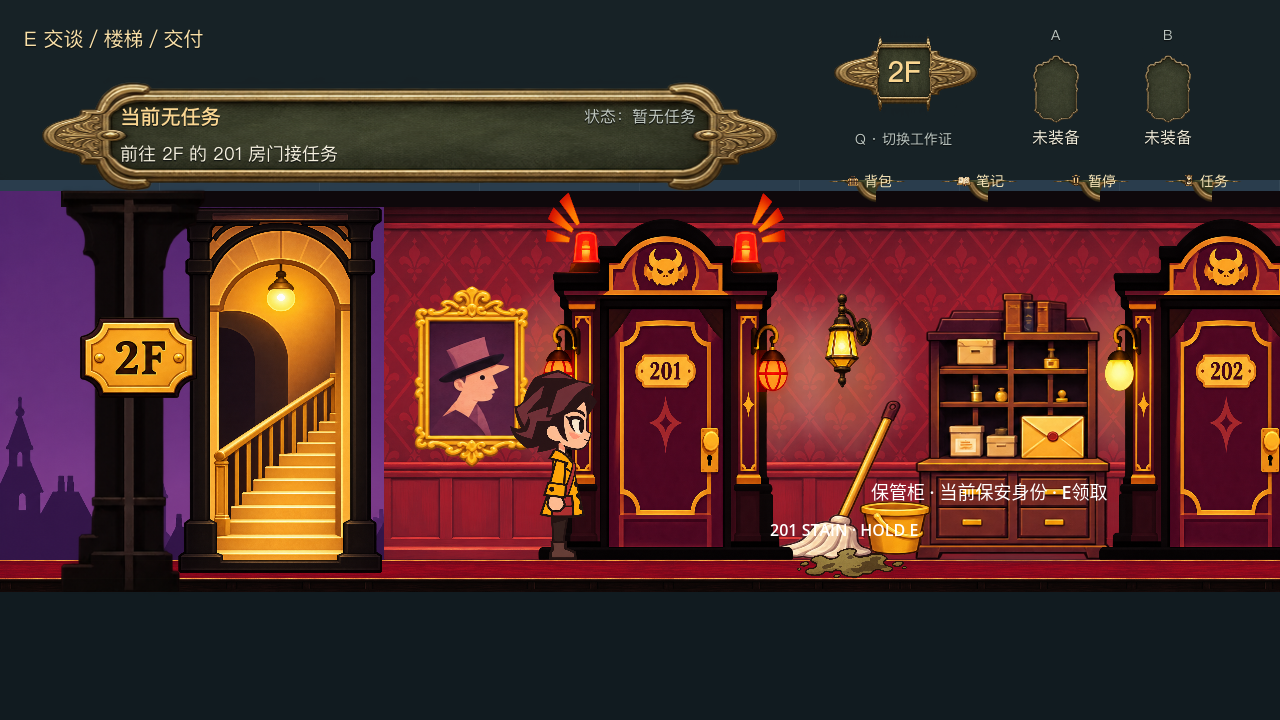 E 交谈 / 楼梯 / 交付
A
B
2F
当前无任务
状态：暂无任务
前往 2F 的 201 房门接任务
Q · 切换工作证
未装备
未装备
背包
笔记
暂停
任务
2F
201
202
保管柜 · 当前保安身份 · E领取
201 STAIN · HOLD E